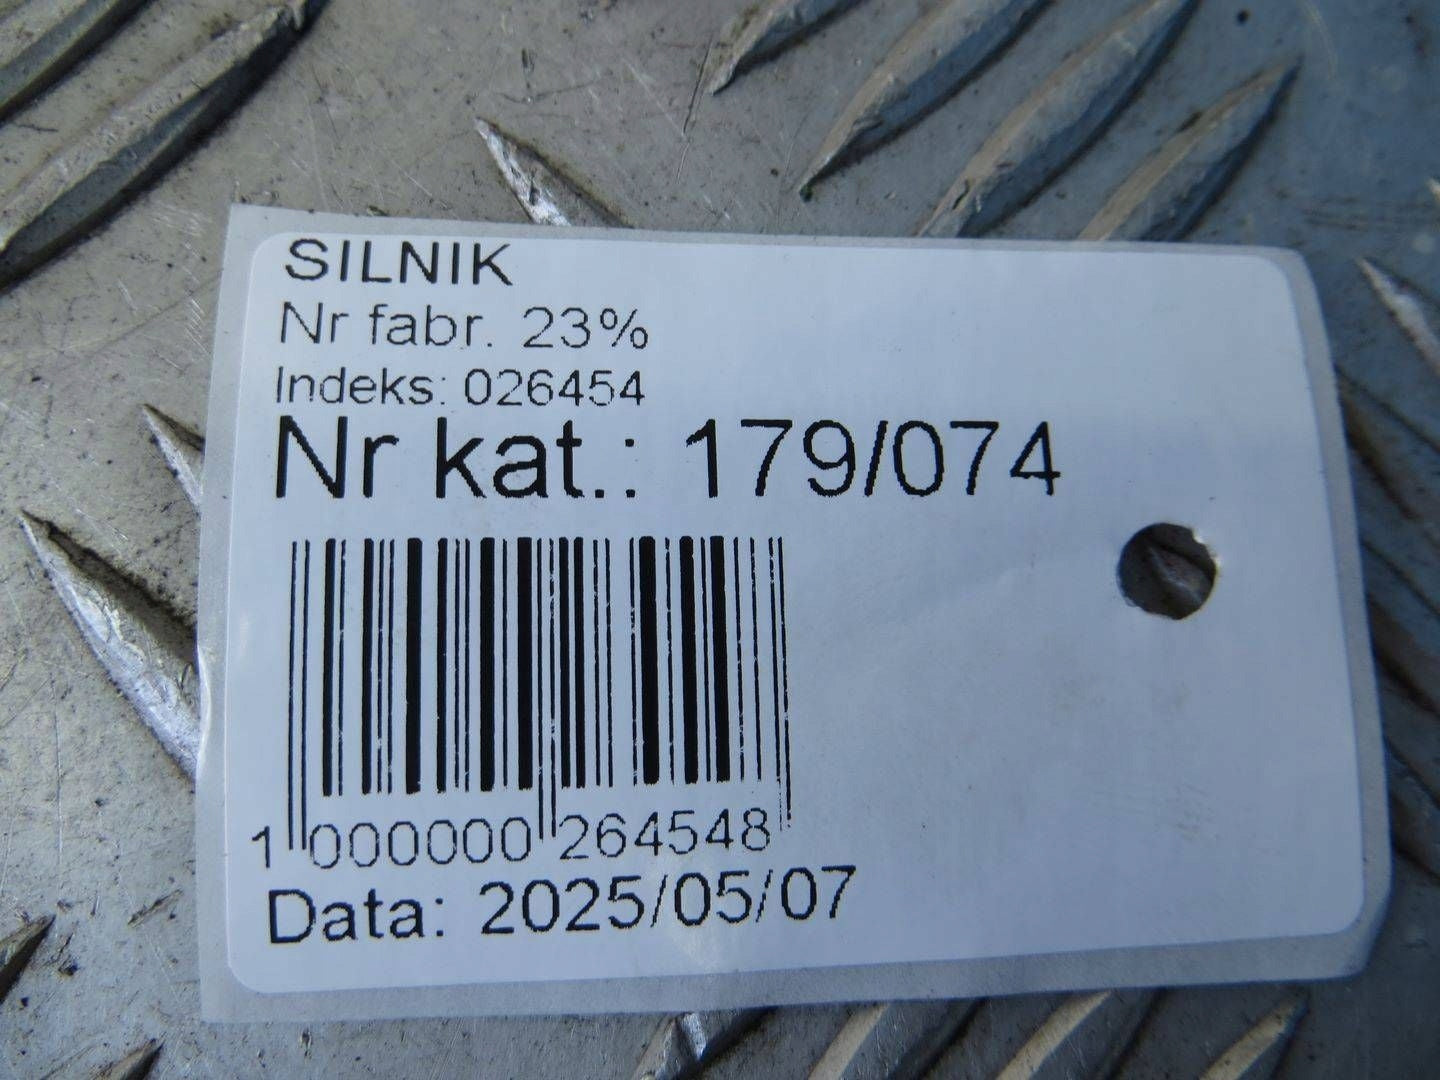 SILNIK
Nr fabr. 23%
Indeks: 026454
Nr kat.: 179/074
1 000000 264548
Data: 2025/05/07